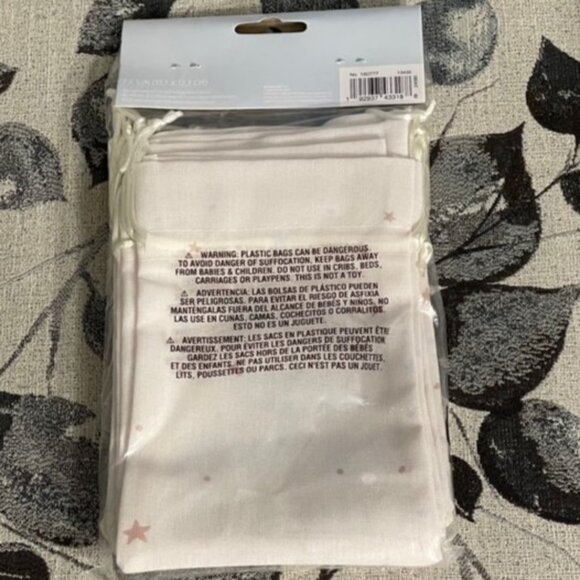 No. 160777
⚠ WARNING: PLASTIC BAGS CAN BE DANGEROUS.
TO AVOID DANGER OF SUFFOCATION, KEEP BAGS AWAY
FROM BABIES & CHILDREN. DO NOT USE IN CRIBS, BEDS,
CARRIAGES OR PLAYPENS. THIS IS NOT A TOY.
⚠ ADVERTENCIA: LAS BOLSAS DE PLÁSTICO PUEDEN
SER PELIGROSAS. PARA EVITAR EL RIESGO DE ASFIXIA
MANTENGALAS FUERA DEL ALCANCE DE BEBÉS Y NIÑOS, NO
LAS USE EN CUNAS, CAMAS, COCHECITOS O CORRALITOS.
ESTO NO ES UN JUGUETE.
⚠ AVERTISSEMENT: LES SACS EN PLASTIQUE PEUVENT ÊTRE
DANGEREUX. POUR ÉVITER LES DANGERS DE SUFFOCATION
GARDEZ LES SACS HORS DE LA PORTÉE DES BÉBÉS
ET DES ENFANTS, NE PAS UTILISER DANS LES COUCHETTES,
LITS, POUSSETTES OU PARCS. CECI N'EST PAS UN JOUET.